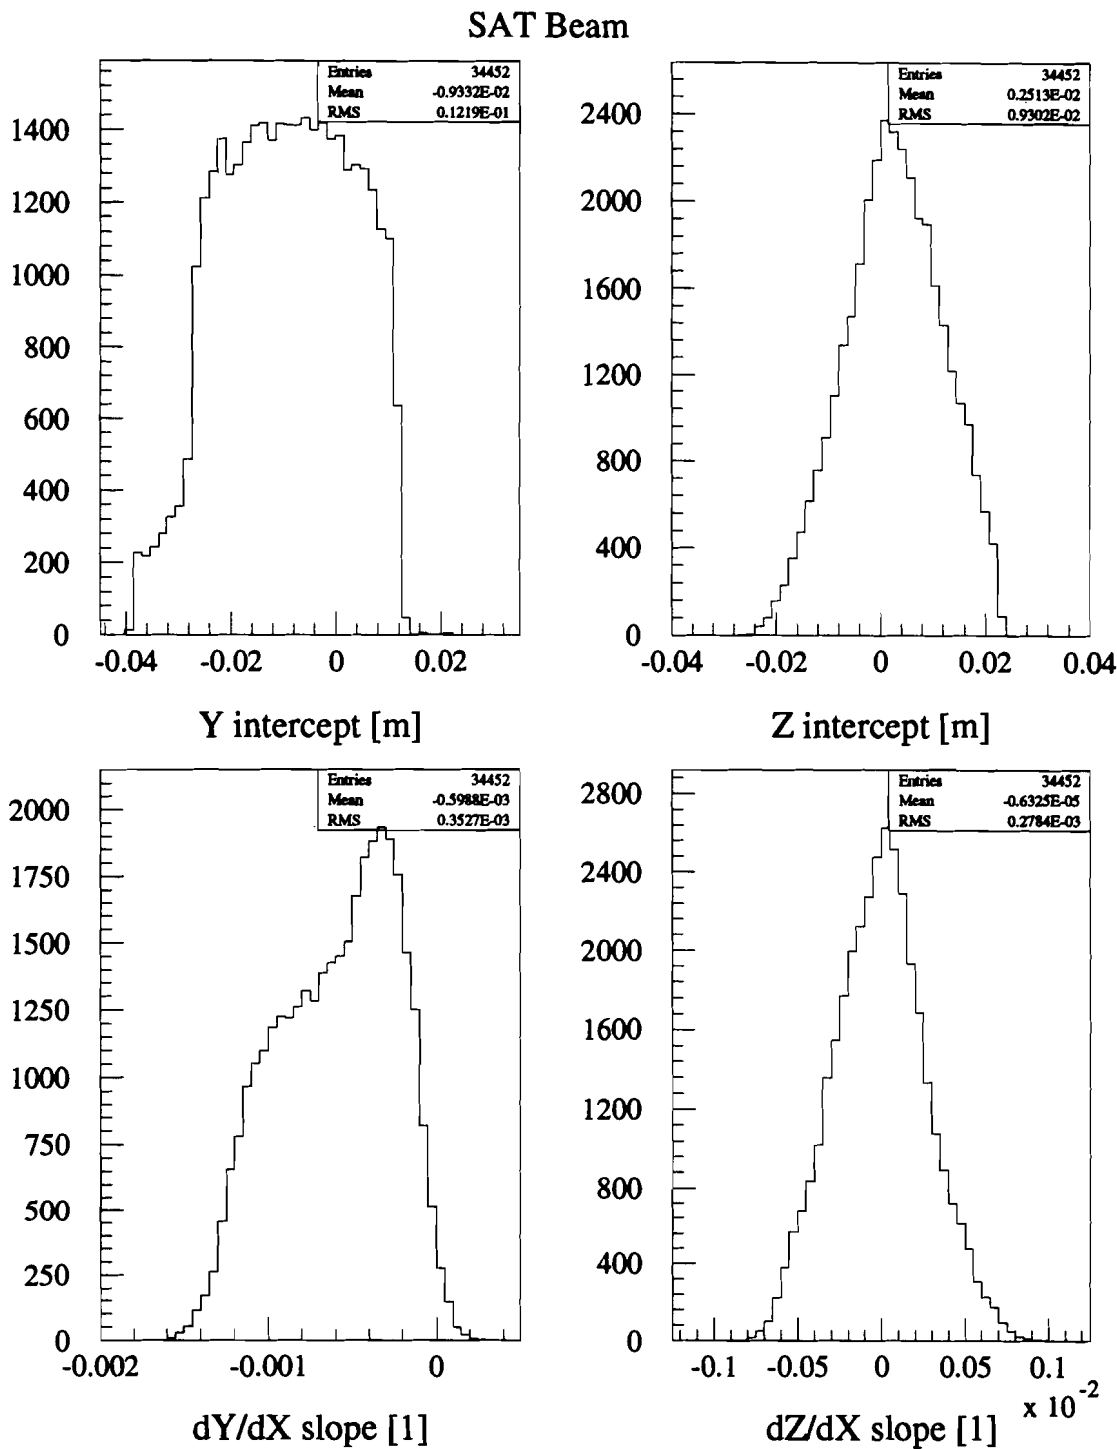 SAT Beam
Entries 34452
Mean -0.9332E-02
RMS 0.1219E-01
1400
1200
1000
800
600
400
200
0
-0.04 -0.02 0 0.02
Y intercept [m]
Entries 34452
Mean 0.2513E-02
RMS 0.9302E-02
2400
2000
1600
1200
800
400
0
-0.04 -0.02 0 0.02 0.04
Z intercept [m]
Entries 34452
Mean -0.5988E-03
RMS 0.3527E-03
2000
1750
1500
1250
1000
750
500
250
0
-0.002 -0.001 0
dY/dX slope [1]
Entries 34452
Mean -0.6325E-05
RMS 0.2784E-03
2800
2400
2000
1600
1200
800
400
0
-0.1 -0.05 0 0.05 0.1
x 10^-2
dZ/dX slope [1]